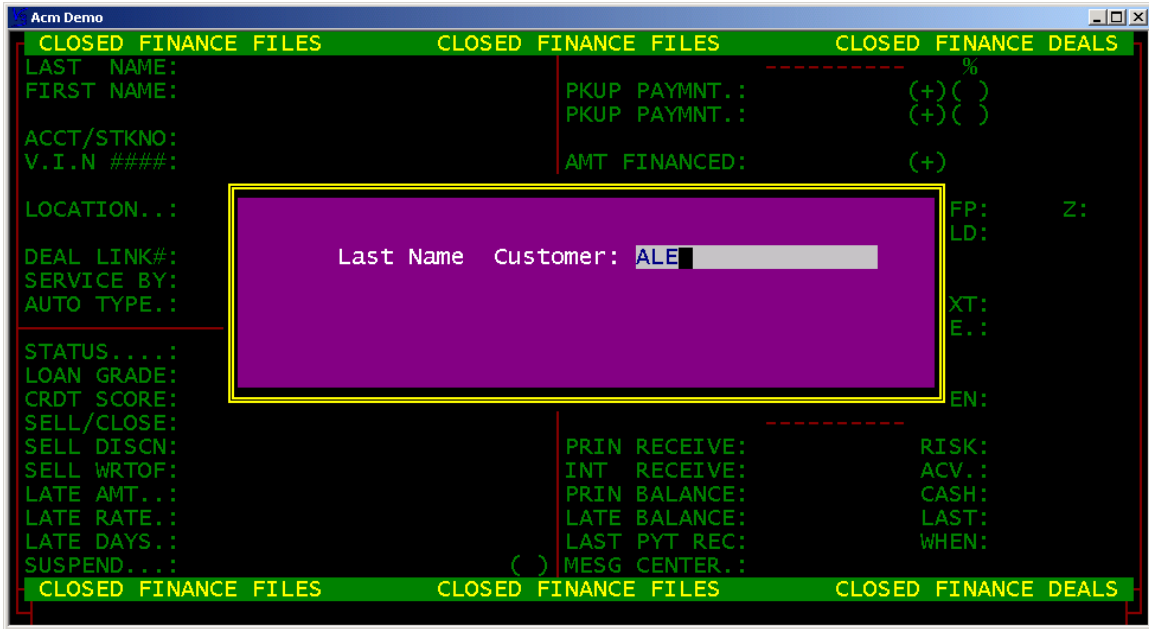 Acm Demo
CLOSED FINANCE FILES CLOSED FINANCE FILES CLOSED FINANCE DEALS
LAST NAME: ---------- %
FIRST NAME: PKUP PAYMNT.: (+)( )
PKUP PAYMNT.: (+)( )
ACCT/STKNO:
V.I.N ####: AMT FINANCED: (+)
LOCATION..: FP: Z:
LD:
DEAL LINK#: Last Name Customer: ALE
SERVICE BY:
AUTO TYPE.: XT:
E.:
STATUS....:
LOAN GRADE:
CRDT SCORE: EN:
SELL/CLOSE: ----------
SELL DISCN: PRIN RECEIVE: RISK:
SELL WRTOF: INT RECEIVE: ACV.:
LATE AMT..: PRIN BALANCE: CASH:
LATE RATE.: LATE BALANCE: LAST:
LATE DAYS.: LAST PYT REC: WHEN:
SUSPEND...: ( ) MESG CENTER.:
CLOSED FINANCE FILES CLOSED FINANCE FILES CLOSED FINANCE DEALS